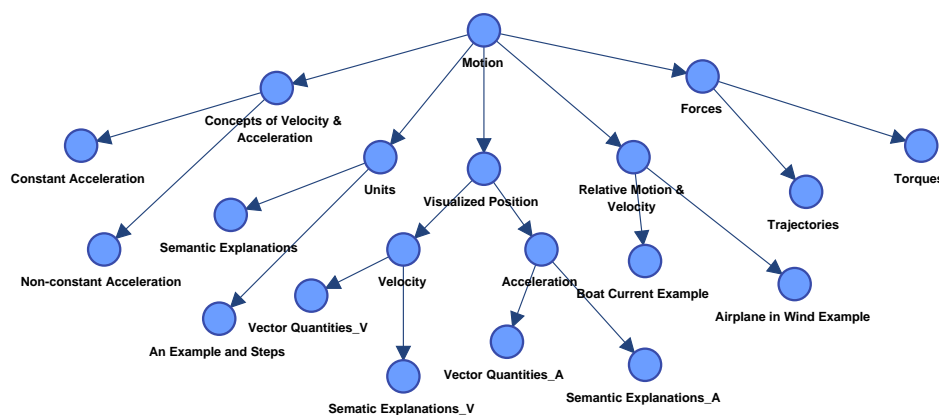 Motion
Forces
Concepts of Velocity &
Acceleration
Constant Acceleration
Units
Visualized Position
Relative Motion &
Velocity
Torques
Trajectories
Semantic Explanations
Non-constant Acceleration
Velocity
Acceleration
Boat Current Example
Airplane in Wind Example
Vector Quantities_V
An Example and Steps
Vector Quantities_A
Sematic Explanations_V
Semantic Explanations_A